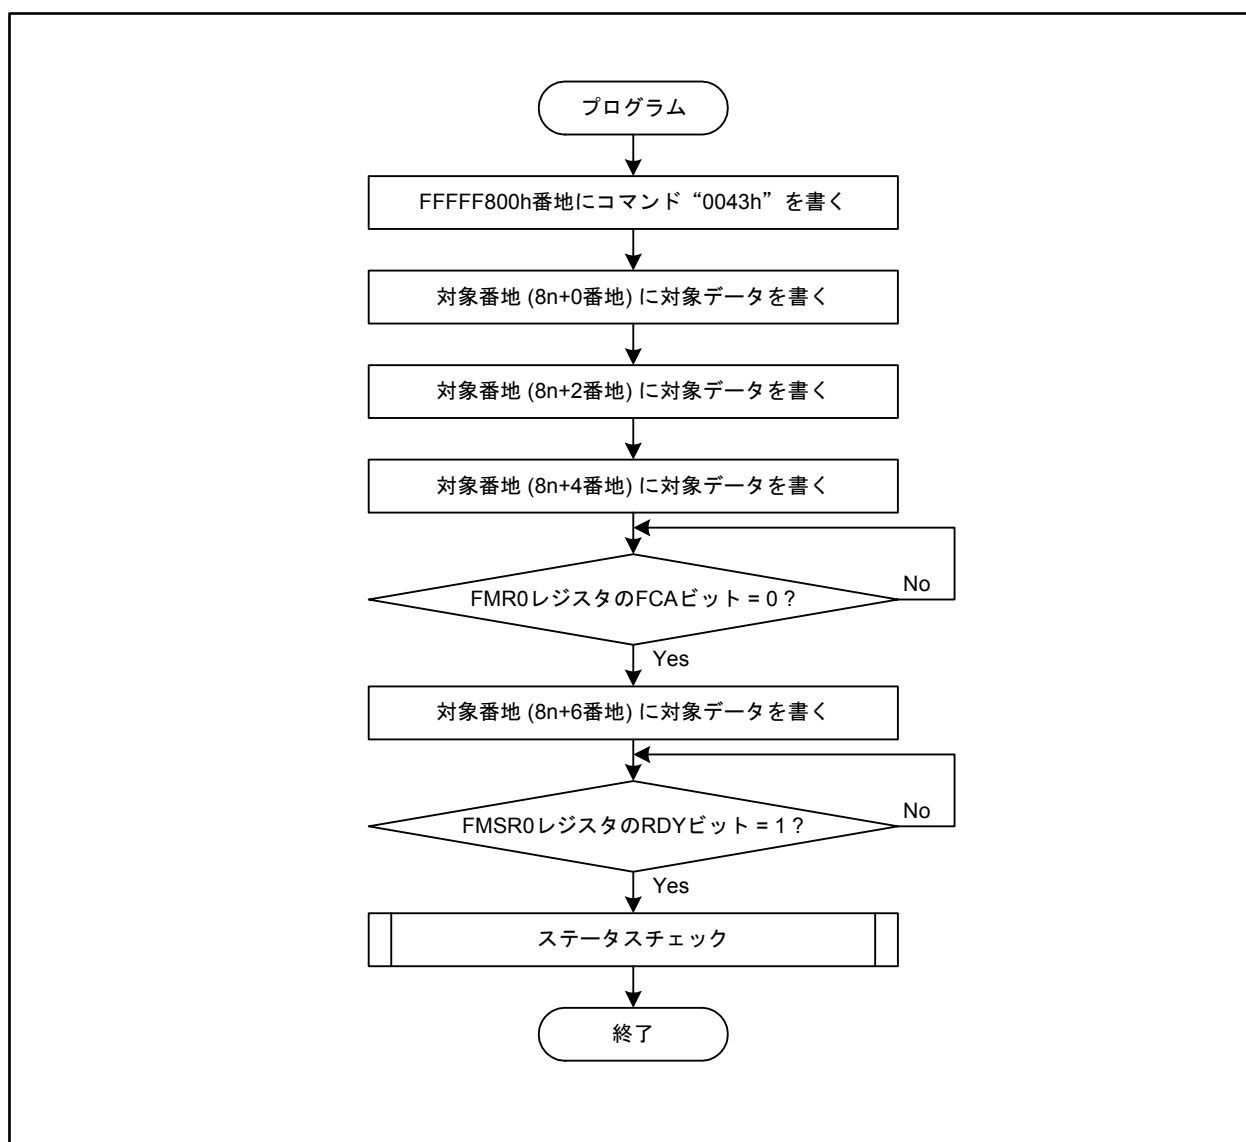 プログラム
FFFFF800h番地にコマンド“0043h”を書く
対象番地 (8n+0番地) に対象データを書く
対象番地 (8n+2番地) に対象データを書く
対象番地 (8n+4番地) に対象データを書く
FMR0レジスタのFCAビット = 0 ?
No
Yes
対象番地 (8n+6番地) に対象データを書く
FMSR0レジスタのRDYビット = 1 ?
No
Yes
ステータスチェック
終了